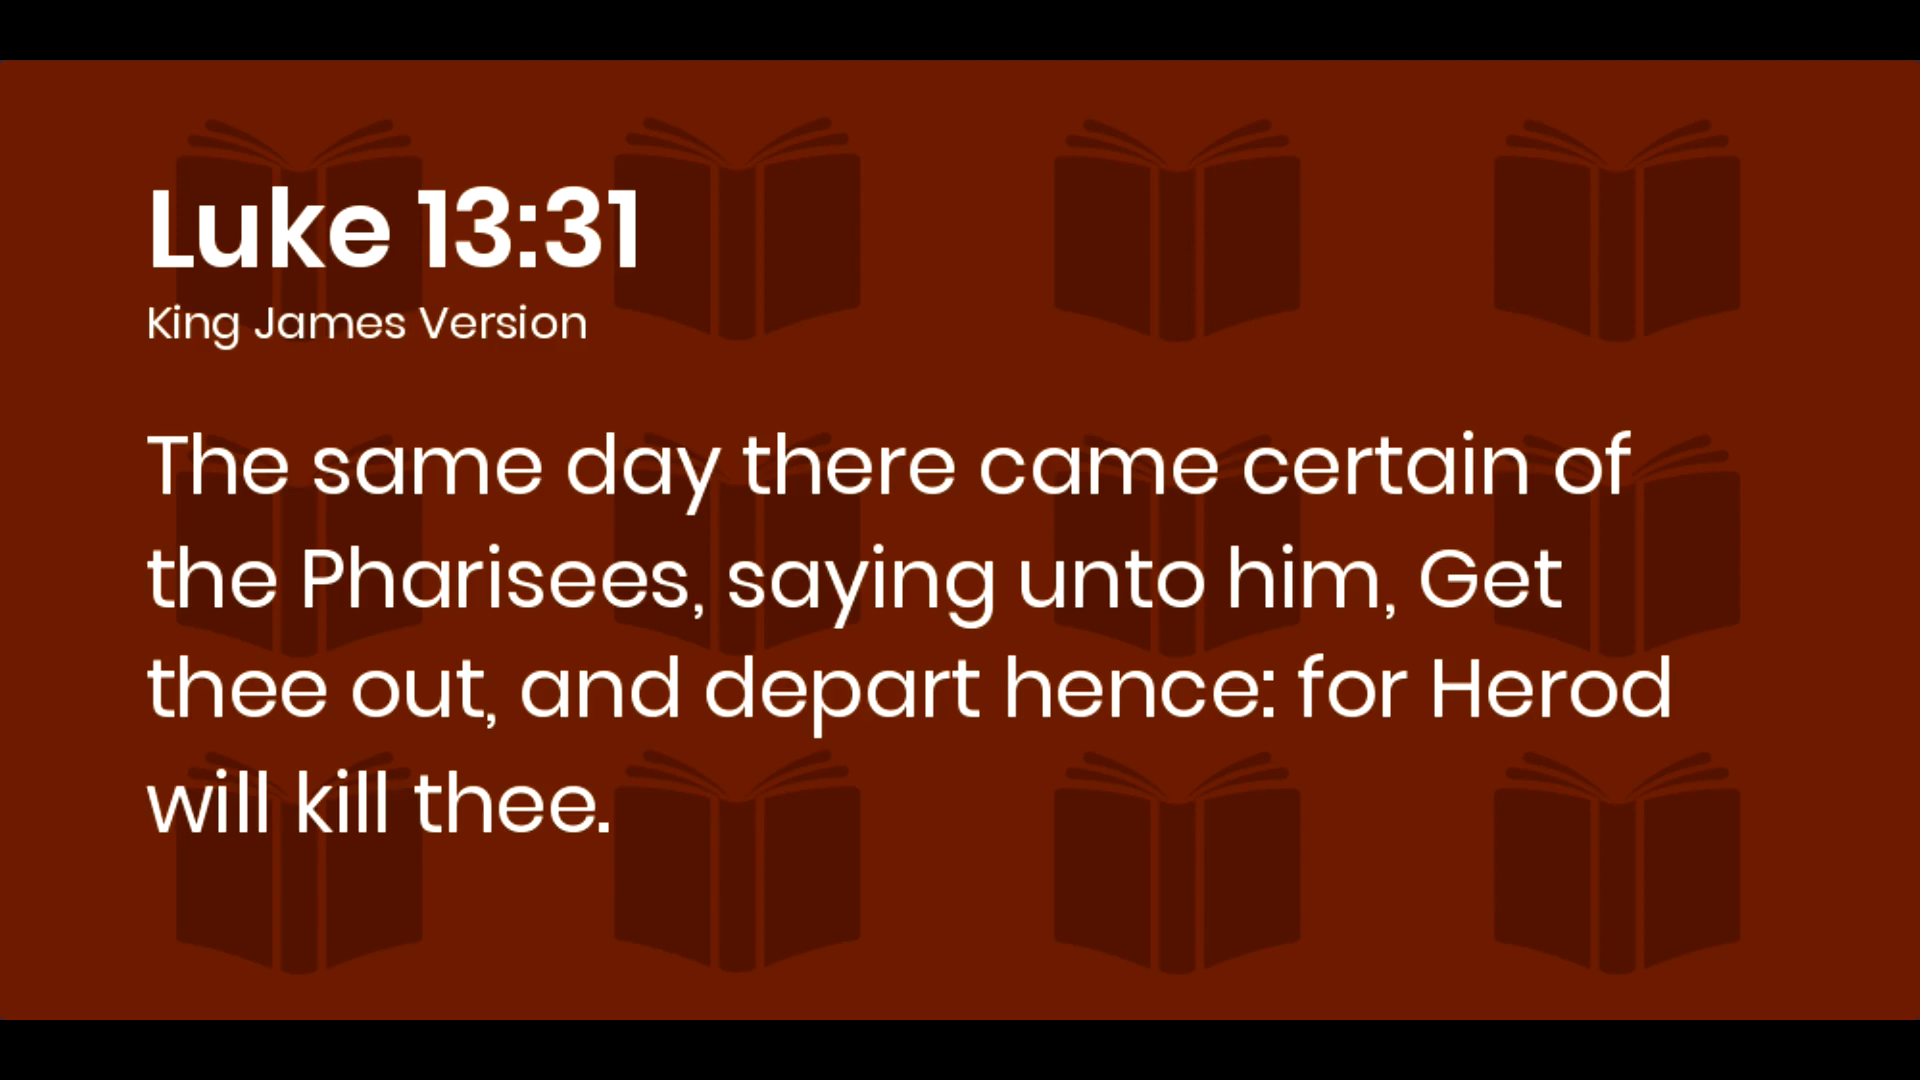 Luke 13:31
King James Version
The same day there came certain of
the Pharisees, saying unto him, Get
thee out, and depart hence: for Herod
will kill thee.